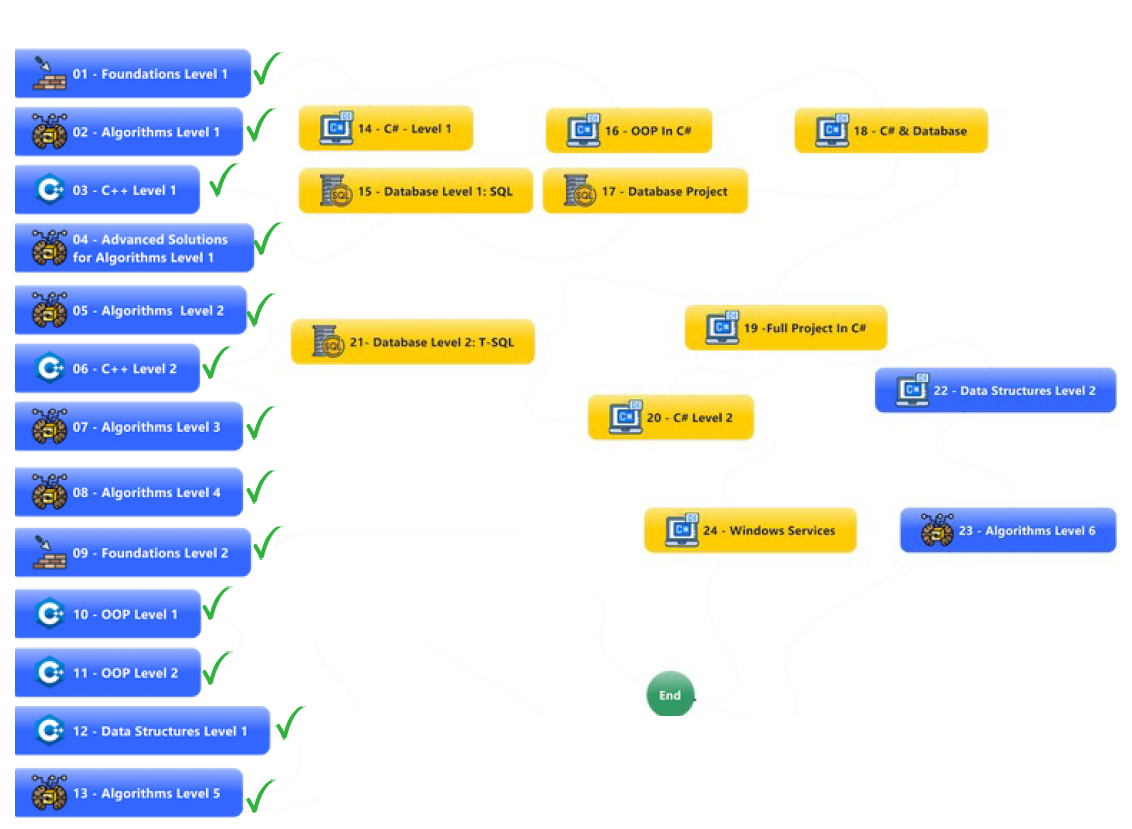 01 - Foundations Level 1
02 - Algorithms Level 1
03 - C++ Level 1
04 - Advanced Solutions
for Algorithms Level 1
05 - Algorithms  Level 2
06 - C++ Level 2
07 - Algorithms Level 3
08 - Algorithms Level 4
09 - Foundations Level 2
10 - OOP Level 1
11 - OOP Level 2
12 - Data Structures Level 1
13 - Algorithms Level 5
14 - C# - Level 1
16 - OOP In C#
18 - C# & Database
15 - Database Level 1: SQL
17 - Database Project
19 -Full Project In C#
21- Database Level 2: T-SQL
22 - Data Structures Level 2
20 - C# Level 2
24 - Windows Services
23 - Algorithms Level 6
End